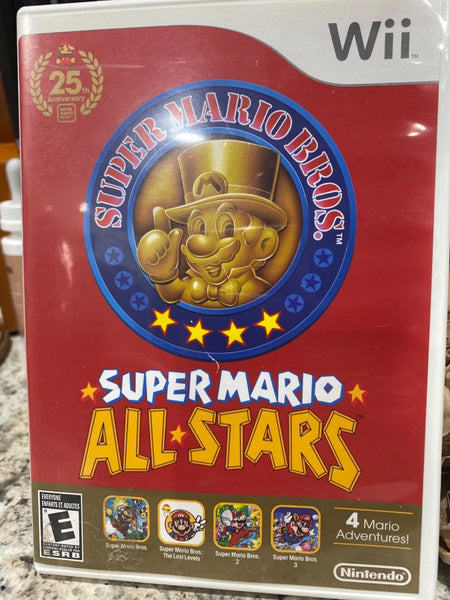 Wii
25th
Anniversary
SUPER MARIO BROS.™
SUPER MARIO
ALL★STARS
EVERYONE
ENFANTS ET ADULTES
E
ESRB
Super Mario Bros.
Super Mario Bros.:
The Lost Levels
Super Mario Bros.
2
Super Mario Bros.
3
4 Mario
Adventures!
Nintendo